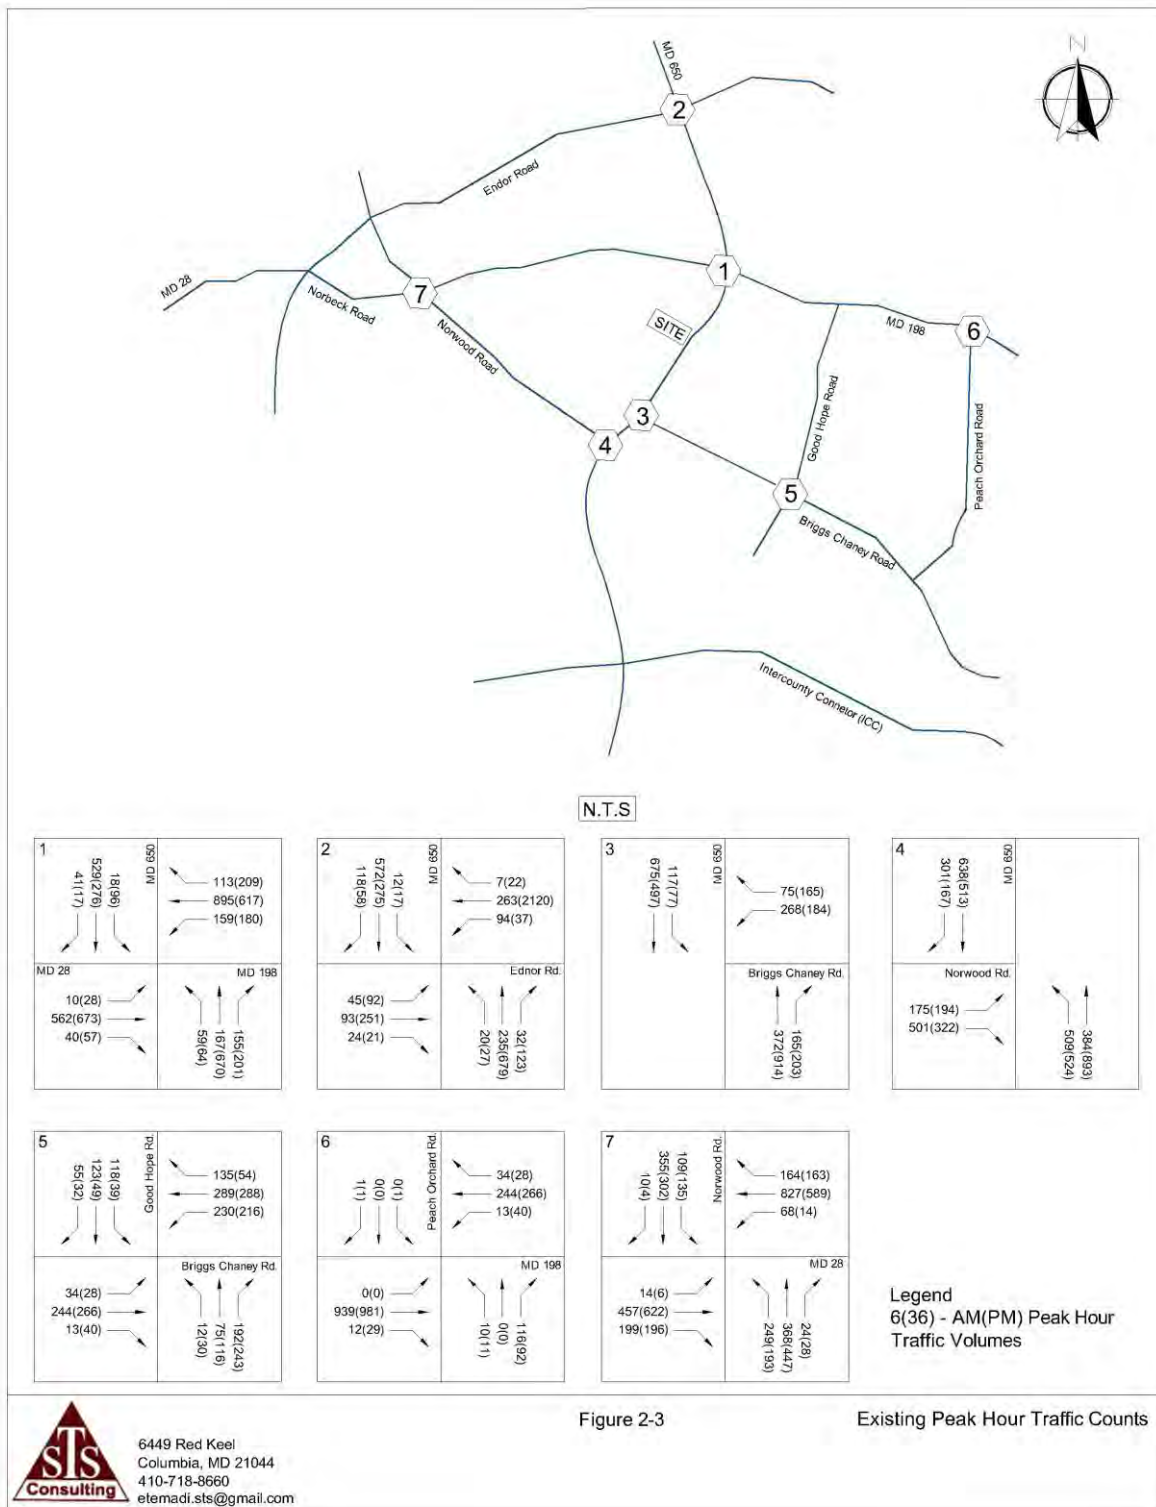 N
MD 650
2
Endor Road
1
MD 28
Norbeck Road
7
Norwood Road
SITE
MD 198
6
Good Hope Road
Peach Orchard Road
3
4
5
Briggs Chaney Road
Intercounty Connetor (ICC)
N.T.S
1
MD 650
41(17)
529(276)
18(96)
113(209)
895(617)
159(180)
MD 28
MD 198
10(28)
562(673)
40(57)
59(64)
167(670)
155(201)
2
MD 650
118(58)
572(275)
12(17)
7(22)
263(2120)
94(37)
Ednor Rd.
45(92)
93(251)
24(21)
20(27)
235(679)
32(123)
3
MD 650
675(497)
117(77)
75(165)
268(184)
Briggs Chaney Rd.
372(914)
165(203)
4
MD 650
301(167)
638(513)
Norwood Rd.
175(194)
501(322)
509(524)
384(893)
5
Good Hope Rd.
55(32)
123(49)
118(39)
135(54)
289(288)
230(216)
Briggs Chaney Rd.
34(28)
244(266)
13(40)
12(30)
75(116)
192(243)
6
Peach Orchard Rd.
1(1)
0(0)
0(1)
34(28)
244(266)
13(40)
MD 198
0(0)
939(981)
12(29)
10(11)
0(0)
116(92)
7
Norwood Rd.
10(4)
355(302)
109(135)
164(163)
827(589)
68(14)
MD 28
14(6)
457(622)
199(196)
249(193)
368(447)
24(28)
Legend
6(36) - AM(PM) Peak Hour
Traffic Volumes
Figure 2-3
Existing Peak Hour Traffic Counts
STS
Consulting
6449 Red Keel
Columbia, MD 21044
410-718-8660
etemadi.sts@gmail.com